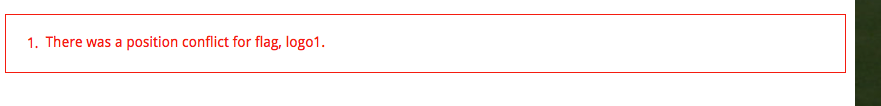 1. There was a position conflict for flag, logo1.